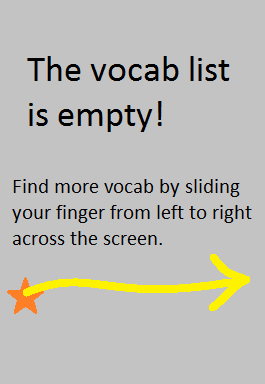 The vocab list
is empty!
Find more vocab by sliding
your finger from left to right
across the screen.